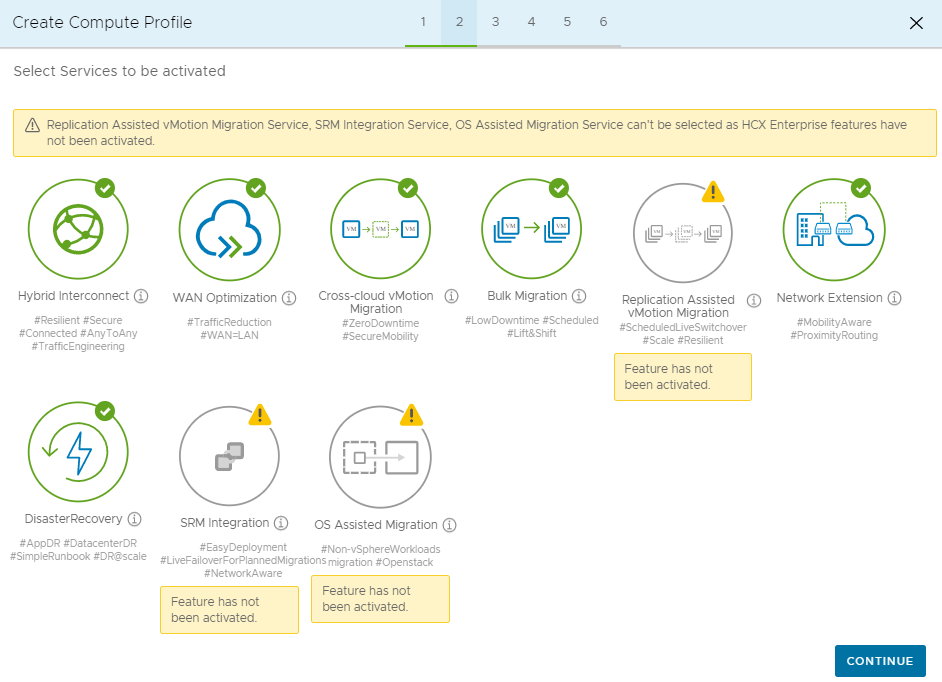 Create Compute Profile
1 2 3 4 5 6
Select Services to be activated
Replication Assisted vMotion Migration Service, SRM Integration Service, OS Assisted Migration Service can't be selected as HCX Enterprise features have
not been activated.
Hybrid Interconnect
#Resilient #Secure
#Connected #AnyToAny
#TrafficEngineering
WAN Optimization
#TrafficReduction
#WAN=LAN
VM VM VM
Cross-cloud vMotion
Migration
#ZeroDowntime
#SecureMobility
VM VM
Bulk Migration
#LowDowntime #Scheduled
#Lift&Shift
VM VM VM
Replication Assisted
vMotion Migration
#ScheduledLiveSwitchover
#Scale #Resilient
Feature has not
been activated.
Network Extension
#MobilityAware
#ProximityRouting
DisasterRecovery
#AppDR #DatacenterDR
#SimpleRunbook #DR@scale
SRM Integration
#EasyDeployment
#LiveFailoverForPlannedMigrations
#NetworkAware
Feature has not
been activated.
OS Assisted Migration
#Non-vSphereWorkloads
migration #Openstack
Feature has not
been activated.
CONTINUE